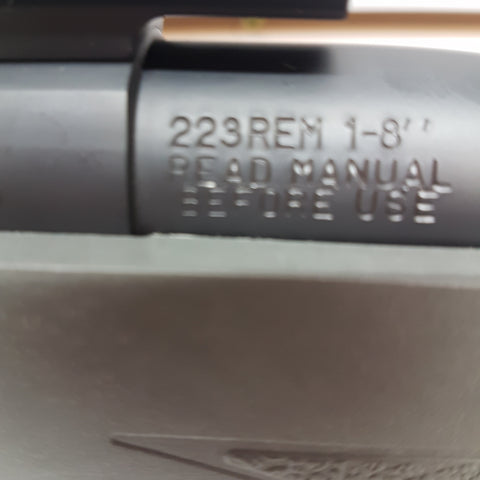 223REM 1-8''
READ MANUAL
BEFORE USE